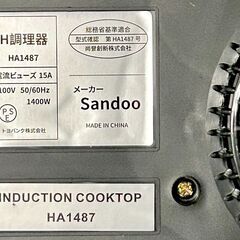 IH調理器
HA1487
電流ヒューズ 15A
100V 50/60Hz
1400W
PSE
トヨバンク株式会社
総務省基準適合
型式確認 第HA1487号
尚誉創新株式会社
メーカー
Sandoo
MADE IN CHINA
INDUCTION COOKTOP
HA1487